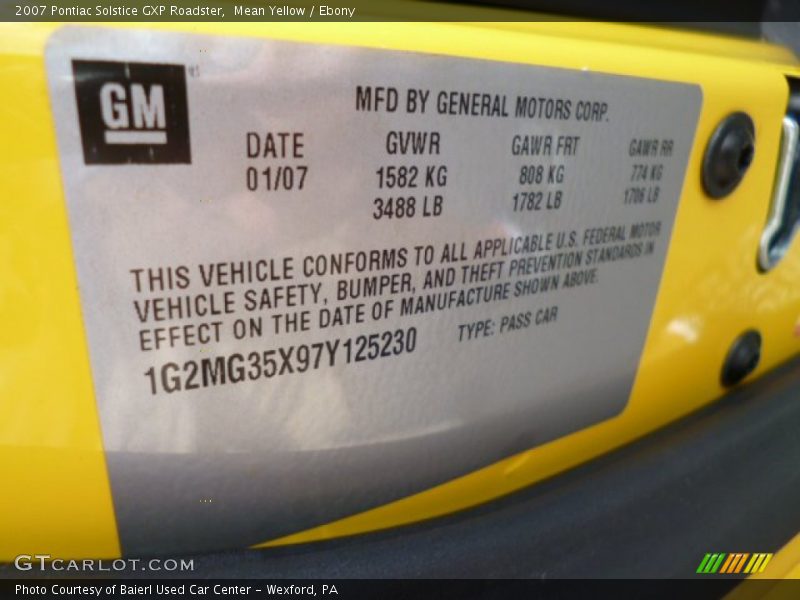 2007 Pontiac Solstice GXP Roadster, Mean Yellow / Ebony
GM
MFD BY GENERAL MOTORS CORP.
DATE GVWR GAWR FRT GAWR RR
01/07 1582 KG 808 KG 774 KG
3488 LB 1782 LB 1706 LB
THIS VEHICLE CONFORMS TO ALL APPLICABLE U.S. FEDERAL MOTOR
VEHICLE SAFETY, BUMPER, AND THEFT PREVENTION STANDARDS IN
EFFECT ON THE DATE OF MANUFACTURE SHOWN ABOVE.
1G2MG35X97Y125230 TYPE: PASS CAR
GTCARLOT.COM
Photo Courtesy of Baierl Used Car Center - Wexford, PA